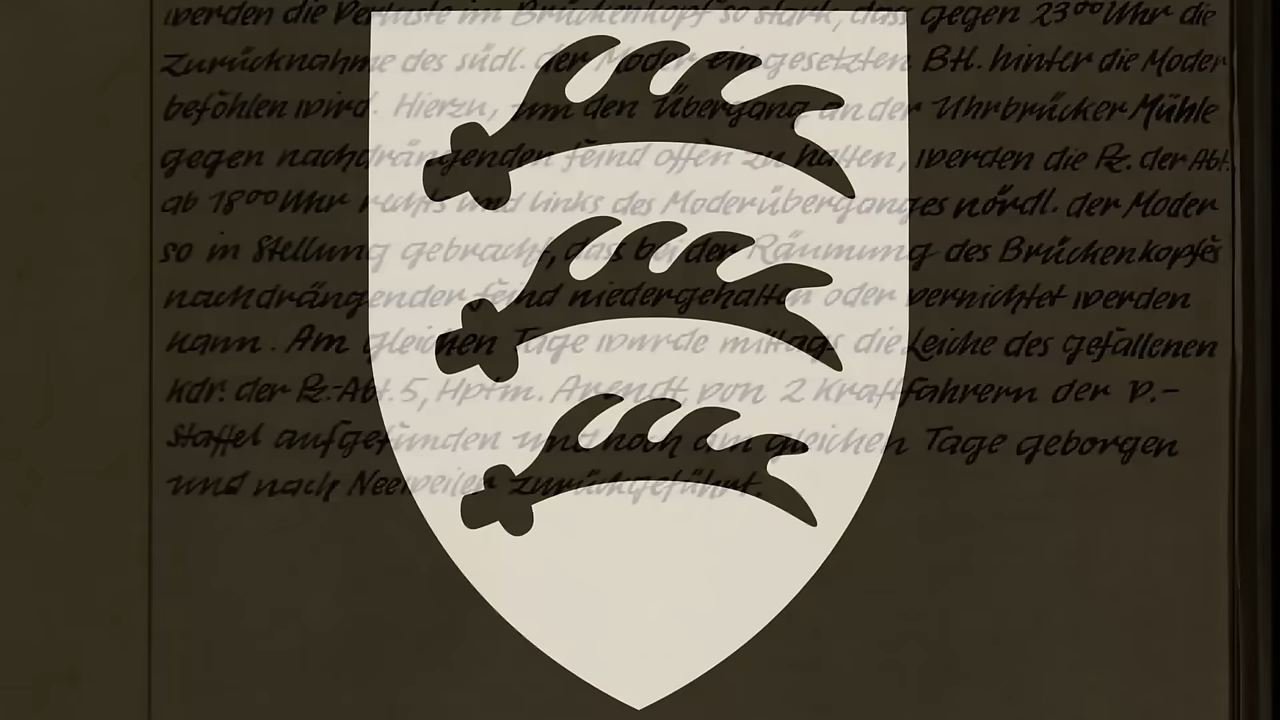 werden die Verluste im Brückenkopf so stark, dass gegen 23⁰⁰ Uhr die
Zurücknahme des südl. der Moder eingesetzten Btl. hinter die Moder
befohlen wird. Hierzu, um den Übergang an der Uhrbrücker Mühle
gegen nachdrängenden feind offen zu halten, werden die Pz. der Abt.
ab 18⁰⁰ Uhr rechts und links des Moderüberganges nördl. der Moder
so in Stellung gebracht, dass bei der Räumung des Brückenkopfes
nachdrängender feind niedergehalten oder vernichtet werden
kann. Am gleichen Tage wurde mittags die Leiche des gefallenen
Kdr. der Pz.-Abt. 5, Hptm. Arendt, von 2 Kraftfahrern der V.-
Staffel aufgefunden und noch am gleichen Tage geborgen
und nach Neeweiler zurückgeführt.